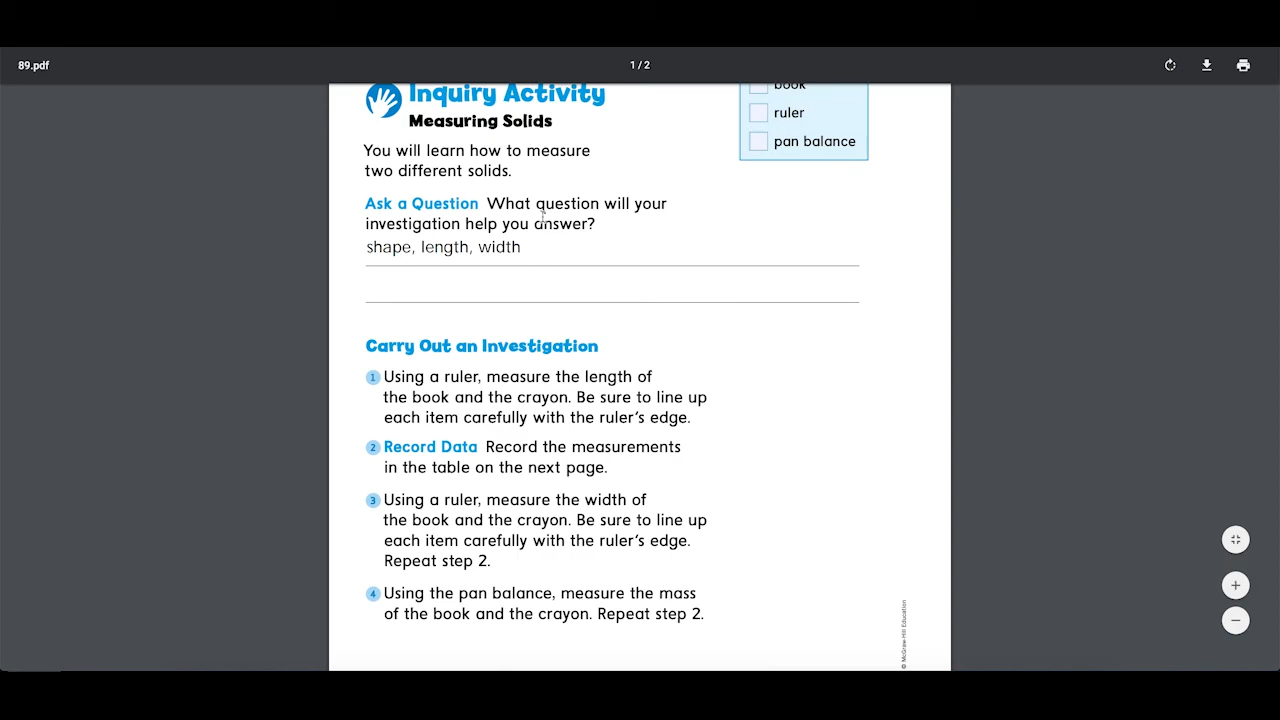 89.pdf
1 / 2
Inquiry Activity
Measuring Solids
book
ruler
pan balance
You will learn how to measure
two different solids.
Ask a Question What question will your
investigation help you answer?
shape, length, width
Carry Out an Investigation
1 Using a ruler, measure the length of
the book and the crayon. Be sure to line up
each item carefully with the ruler's edge.
2 Record Data Record the measurements
in the table on the next page.
3 Using a ruler, measure the width of
the book and the crayon. Be sure to line up
each item carefully with the ruler's edge.
Repeat step 2.
4 Using the pan balance, measure the mass
of the book and the crayon. Repeat step 2.
© McGraw-Hill Education